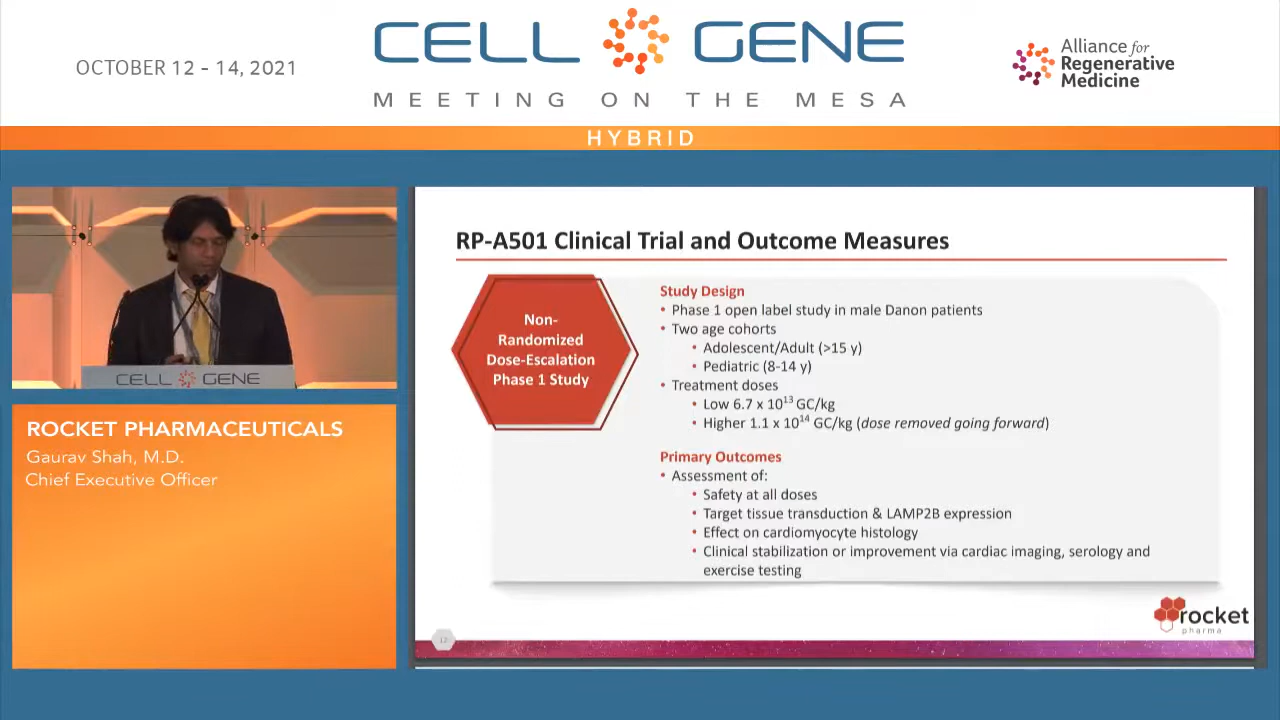 OCTOBER 12 - 14, 2021
CELL GENE
MEETING ON THE MESA
Alliance for
Regenerative
Medicine
HYBRID
CELL GENE
ROCKET PHARMACEUTICALS
Gaurav Shah, M.D.
Chief Executive Officer
RP-A501 Clinical Trial and Outcome Measures
Non-
Randomized
Dose-Escalation
Phase 1 Study
Study Design
• Phase 1 open label study in male Danon patients
• Two age cohorts
• Adolescent/Adult (>15 y)
• Pediatric (8-14 y)
• Treatment doses
• Low 6.7 x 10¹³ GC/kg
• Higher 1.1 x 10¹⁴ GC/kg (dose removed going forward)
Primary Outcomes
• Assessment of:
• Safety at all doses
• Target tissue transduction & LAMP2B expression
• Effect on cardiomyocyte histology
• Clinical stabilization or improvement via cardiac imaging, serology and
exercise testing
rocket
pharma